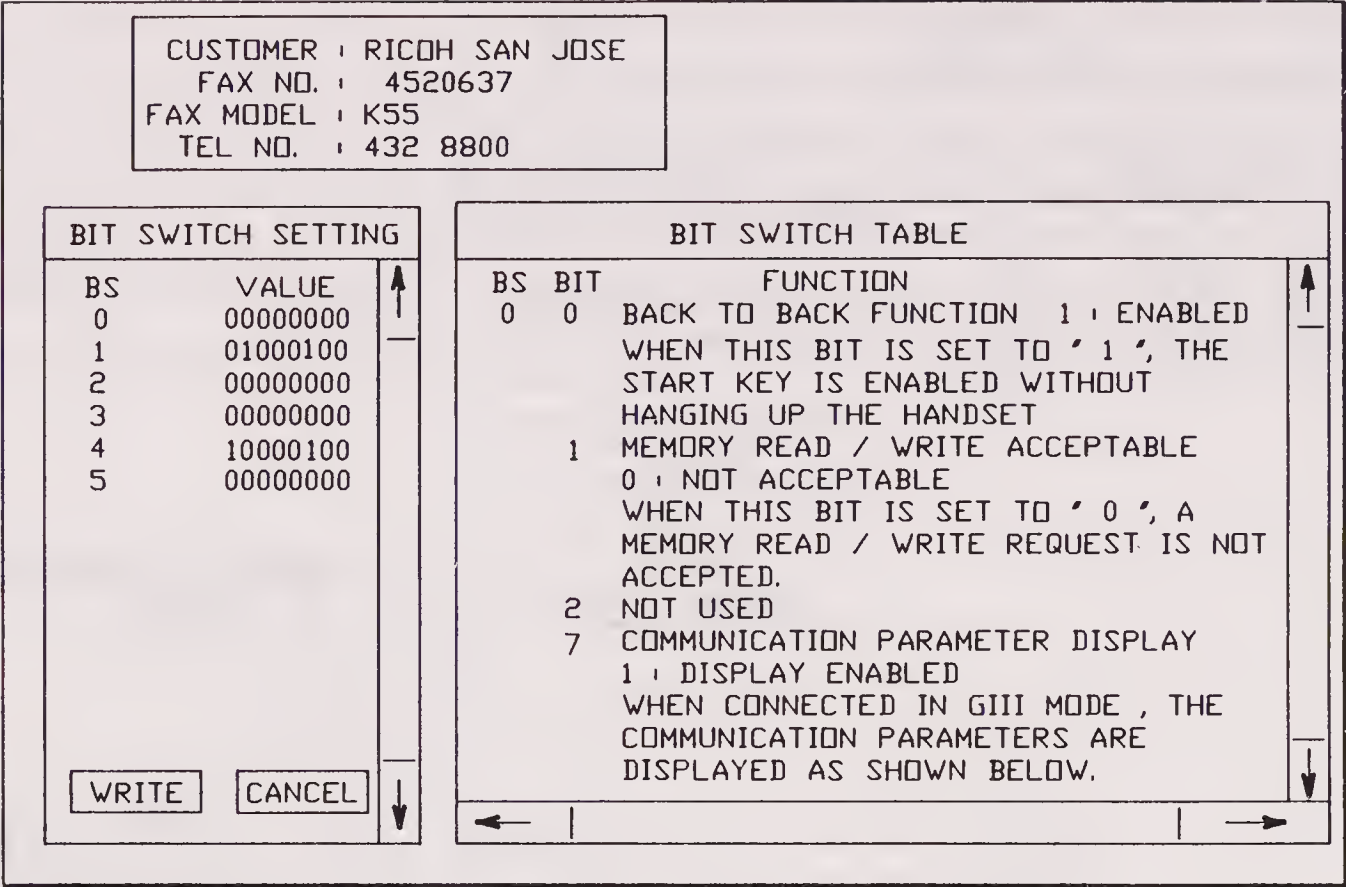 CUSTOMER : RICOH SAN JOSE
FAX NO. : 4520637
FAX MODEL : K55
TEL NO. : 432 8800
BIT SWITCH SETTING
BS VALUE
0 00000000
1 01000100
2 00000000
3 00000000
4 10000100
5 00000000
WRITE CANCEL
BIT SWITCH TABLE
BS BIT FUNCTION
0 0 BACK TO BACK FUNCTION 1 : ENABLED
WHEN THIS BIT IS SET TO " 1 ", THE
START KEY IS ENABLED WITHOUT
HANGING UP THE HANDSET
1 MEMORY READ / WRITE ACCEPTABLE
0 : NOT ACCEPTABLE
WHEN THIS BIT IS SET TO " 0 ", A
MEMORY READ / WRITE REQUEST IS NOT
ACCEPTED.
2 NOT USED
7 COMMUNICATION PARAMETER DISPLAY
1 : DISPLAY ENABLED
WHEN CONNECTED IN GIII MODE , THE
COMMUNICATION PARAMETERS ARE
DISPLAYED AS SHOWN BELOW.